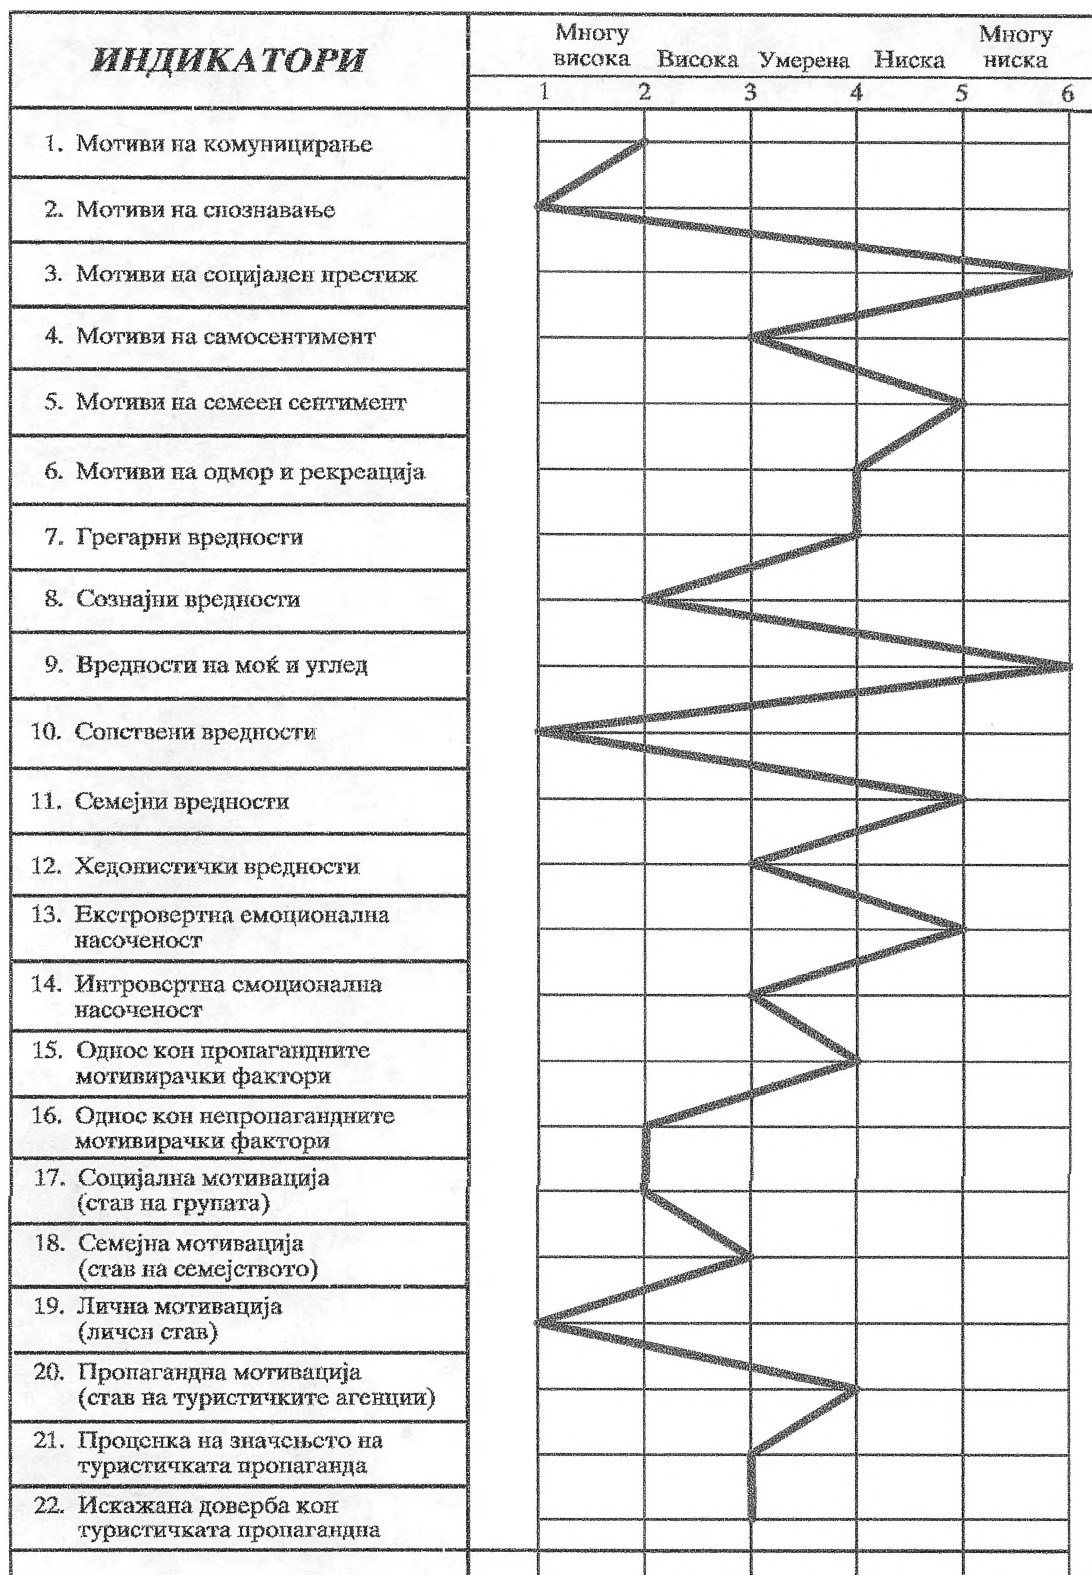 ИНДИКАТОРИ
Многу висока
Висока
Умерена
Ниска
Многу ниска
1 2 3 4 5 6
1. Мотиви на комуницирање
2. Мотиви на спознавање
3. Мотиви на социјален престиж
4. Мотиви на самосентимент
5. Мотиви на семеен сентимент
6. Мотиви на одмор и рекреација
7. Грегарни вредности
8. Сознајни вредности
9. Вредности на моќ и углед
10. Сопствени вредности
11. Семејни вредности
12. Хедонистички вредности
13. Екстровертна емоционална
насоченост
14. Интровертна емоционална
насоченост
15. Однос кон пропагандните
мотивирачки фактори
16. Однос кон непропагандните
мотивирачки фактори
17. Социјална мотивација
(став на групата)
18. Семејна мотивација
(став на семејството)
19. Лична мотивација
(личен став)
20. Пропагандна мотивација
(став на туристичките агенции)
21. Проценка на значењето на
туристичката пропаганда
22. Искажана доверба кон
туристичката пропагандна